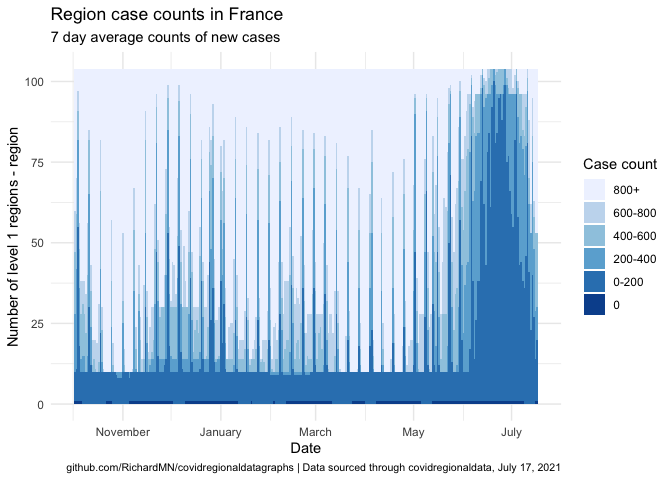 Region case counts in France
7 day average counts of new cases
Number of level 1 regions - region
100
75
50
25
0
November
January
March
May
July
Date
Case count
800+
600-800
400-600
200-400
0-200
0
github.com/RichardMN/covidregionaldatagraphs | Data sourced through covidregionaldata, July 17, 2021